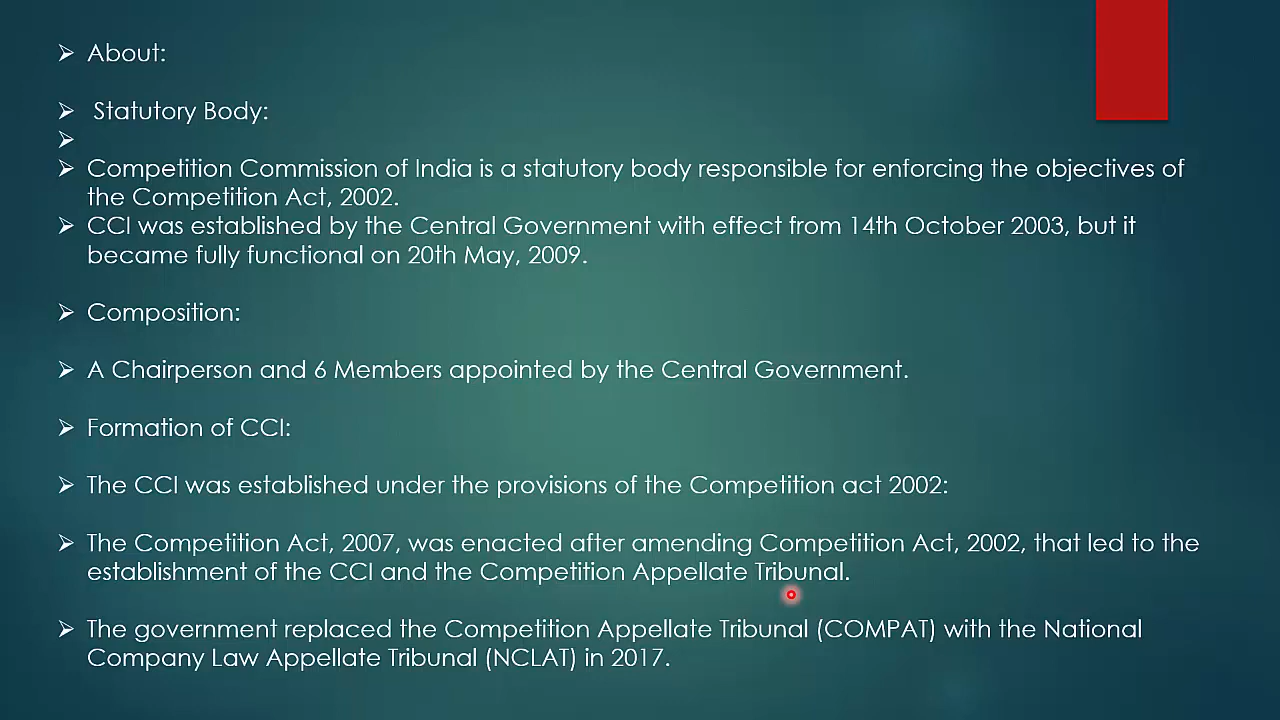 About:
Statutory Body:
Competition Commission of India is a statutory body responsible for enforcing the objectives of
the Competition Act, 2002.
CCI was established by the Central Government with effect from 14th October 2003, but it
became fully functional on 20th May, 2009.
Composition:
A Chairperson and 6 Members appointed by the Central Government.
Formation of CCI:
The CCI was established under the provisions of the Competition act 2002:
The Competition Act, 2007, was enacted after amending Competition Act, 2002, that led to the
establishment of the CCI and the Competition Appellate Tribunal.
The government replaced the Competition Appellate Tribunal (COMPAT) with the National
Company Law Appellate Tribunal (NCLAT) in 2017.